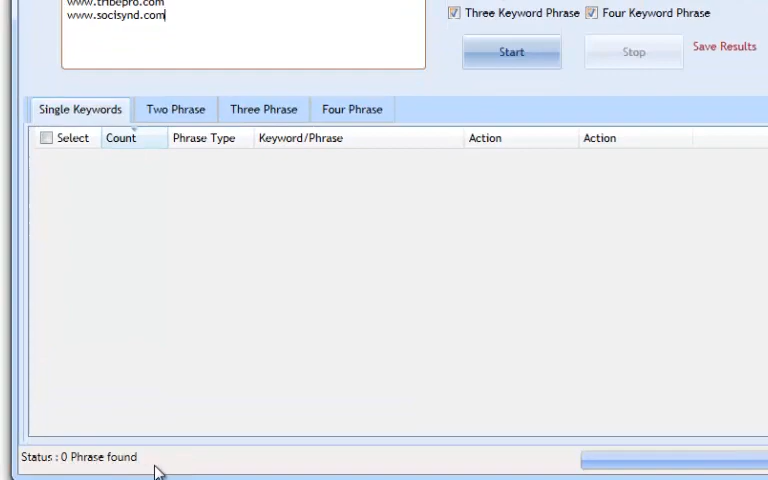 www.tribepro.com
www.socisynd.com
Three Keyword Phrase Four Keyword Phrase
Start Stop Save Results
Single Keywords Two Phrase Three Phrase Four Phrase
Select Count Phrase Type Keyword/Phrase Action Action
Status : 0 Phrase found